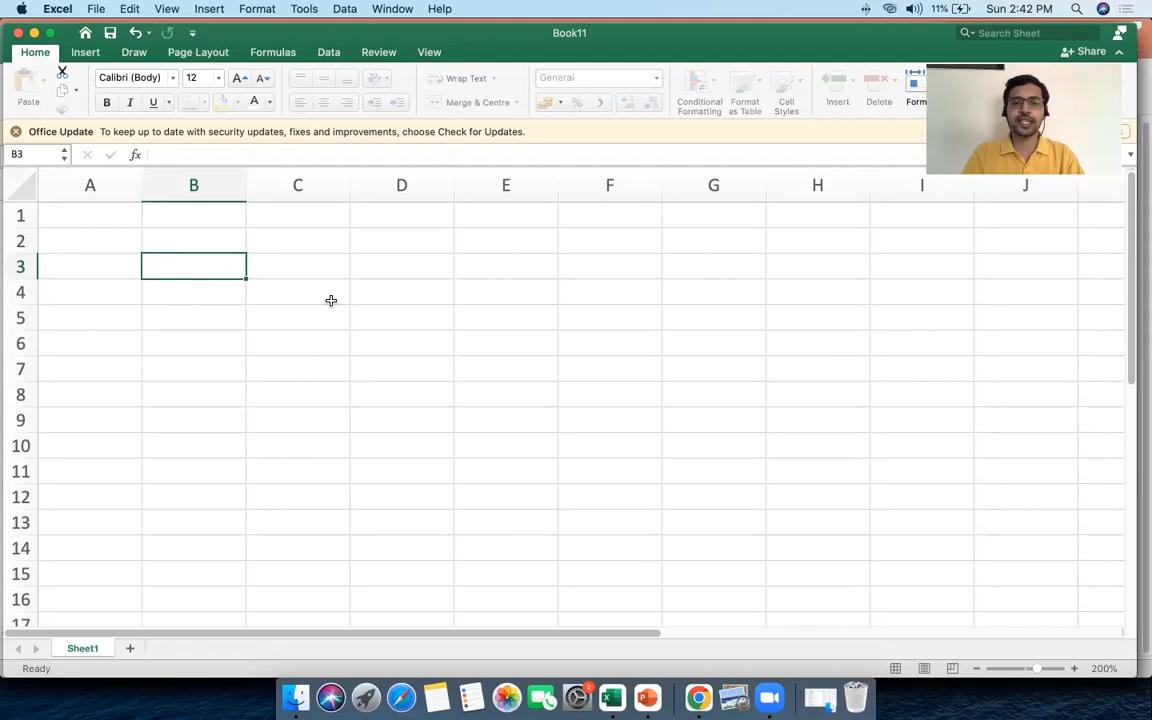 Excel File Edit View Insert Format Tools Data Window Help 11% Sun 2:42 PM
Book11
Search Sheet
Home Insert Draw Page Layout Formulas Data Review View
Share
Paste
Calibri (Body) 12 A A
B I U A
Wrap Text
Merge & Centre
General
%
Conditional
Formatting
Format
as Table
Cell
Styles
Insert
Delete
Form
Office Update To keep up to date with security updates, fixes and improvements, choose Check for Updates.
B3 fx
A B C D E F G H I J
1
2
3
4
5
6
7
8
9
10
11
12
13
14
15
16
17
Sheet1
Ready
200%
2